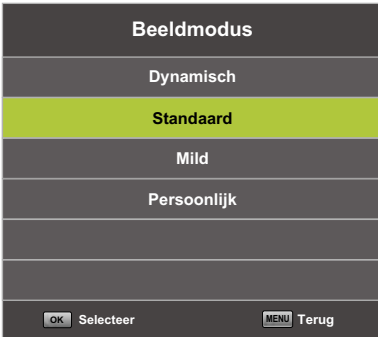 Beeldmodus
Dynamisch
Standaard
Mild
Persoonlijk
OK Selecteer MENU Terug